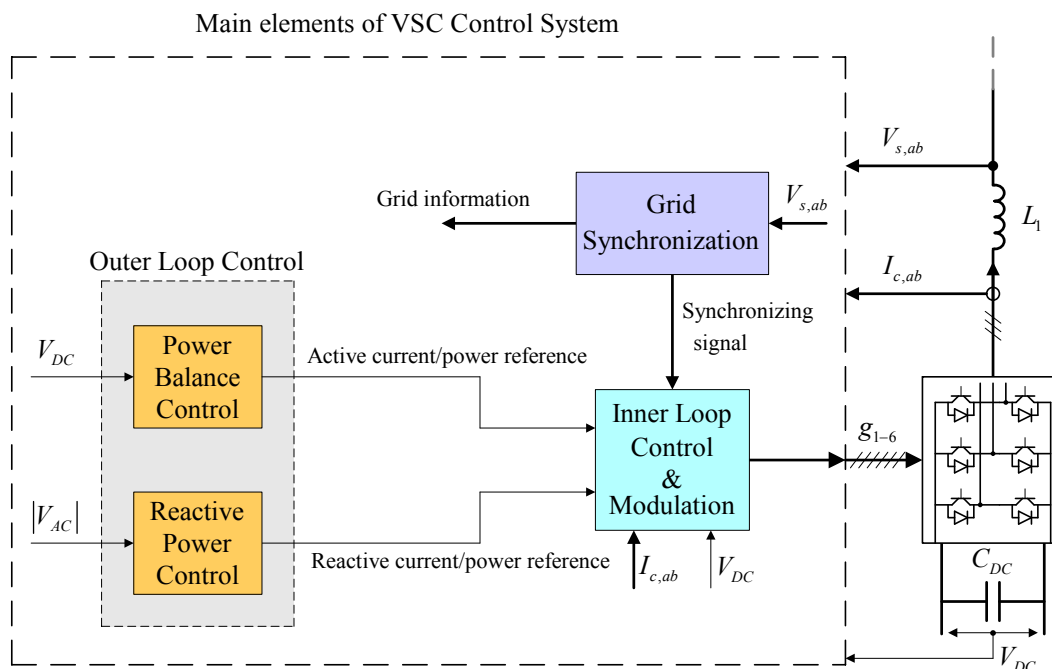 Main elements of VSC Control System
V_{s,ab}
Grid information
Grid
Synchronization
V_{s,ab}
L_1
Outer Loop Control
I_{c,ab}
Synchronizing
signal
V_{DC}
Power
Balance
Control
Active current/power reference
Inner Loop
Control
&
Modulation
g_{1-6}
|V_{AC}|
Reactive
Power
Control
Reactive current/power reference
I_{c,ab}
V_{DC}
C_{DC}
V_{DC}